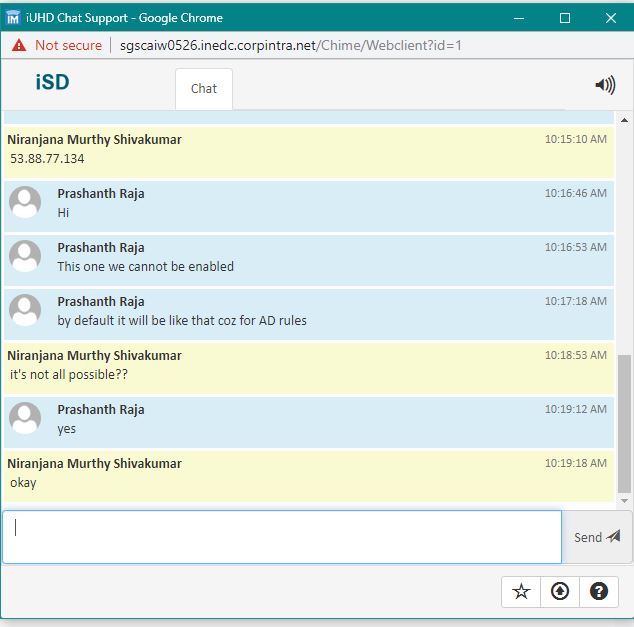 iUHD Chat Support - Google Chrome
Not secure | sgscaiw0526.inedc.corpintra.net/Chime/Webclient?id=1
iSD
Chat
Niranjana Murthy Shivakumar 10:15:10 AM
53.88.77.134
Prashanth Raja 10:16:46 AM
Hi
Prashanth Raja 10:16:53 AM
This one we cannot be enabled
Prashanth Raja 10:17:18 AM
by default it will be like that coz for AD rules
Niranjana Murthy Shivakumar 10:18:53 AM
it's not all possible??
Prashanth Raja 10:19:12 AM
yes
Niranjana Murthy Shivakumar 10:19:18 AM
okay
Send